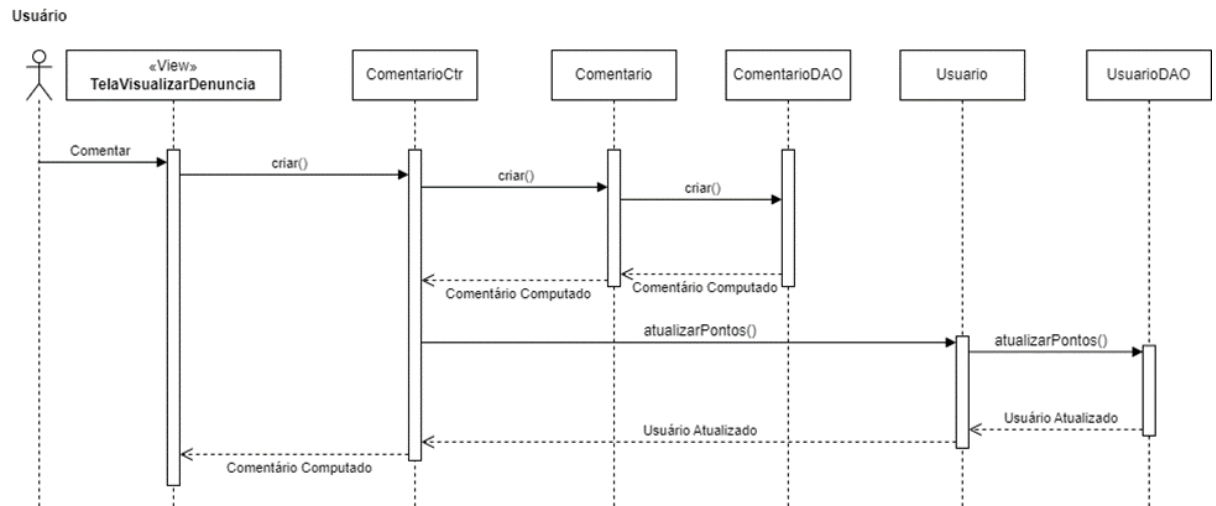 Usuário
«View»
TelaVisualizarDenuncia
ComentarioCtr
Comentario
ComentarioDAO
Usuario
UsuarioDAO
Comentar
criar()
criar()
criar()
Comentário Computado
Comentário Computado
atualizarPontos()
atualizarPontos()
Usuário Atualizado
Usuário Atualizado
Comentário Computado